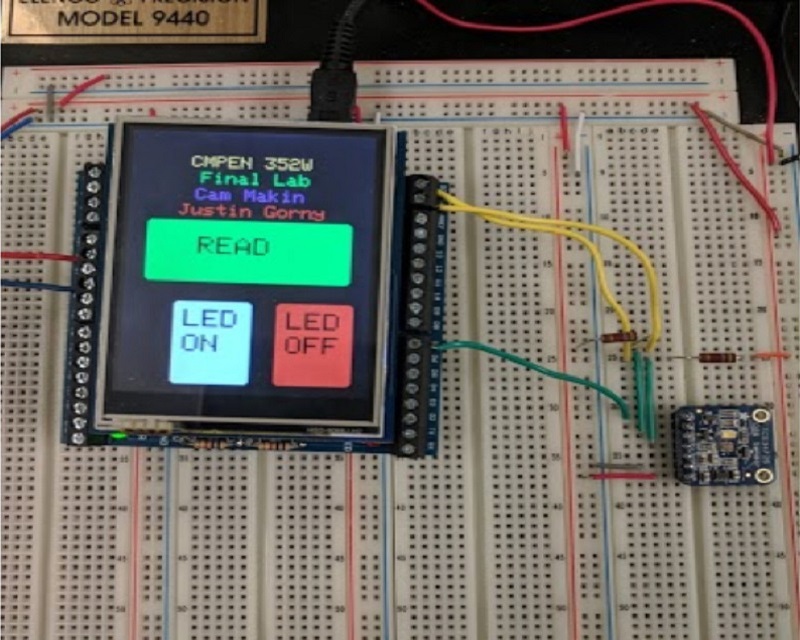 MODEL 9440
CMPEN 352W
Final Lab
Cam Makin
Justin Gorny
READ
LED
ON
LED
OFF